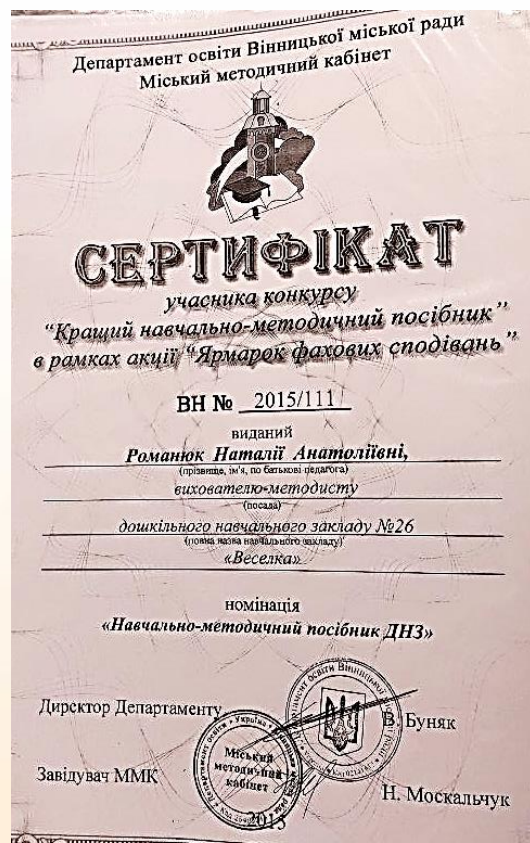 Департамент освіти Вінницької міської ради
Міський методичний кабінет
СЕРТИФІКАТ
учасника конкурсу
“Кращий навчально-методичний посібник”
в рамках акції “Ярмарок фахових сподівань”
ВН № 2015/111
виданий
Романюк Наталії Анатоліївні,
(прізвище, ім'я, по батькові педагога)
вихователю-методисту
(посада)
дошкільного навчального закладу №26
(повна назва навчального закладу)
«Веселка»
номінація
«Навчально-методичний посібник ДНЗ»
Директор Департаменту
В. Буняк
Міський
методичний
кабінет
Завідувач ММК
Н. Москальчук